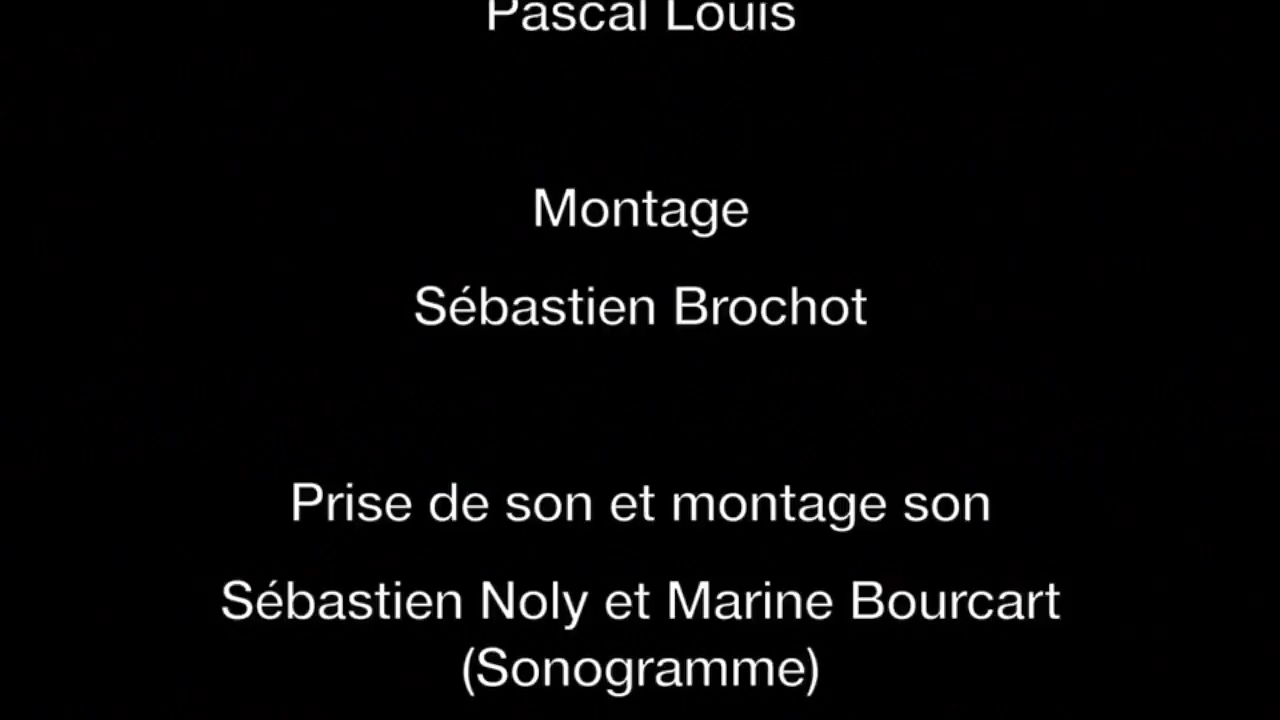 Pascal Louis
Montage
Sébastien Brochot
Prise de son et montage son
Sébastien Noly et Marine Bourcart
(Sonogramme)